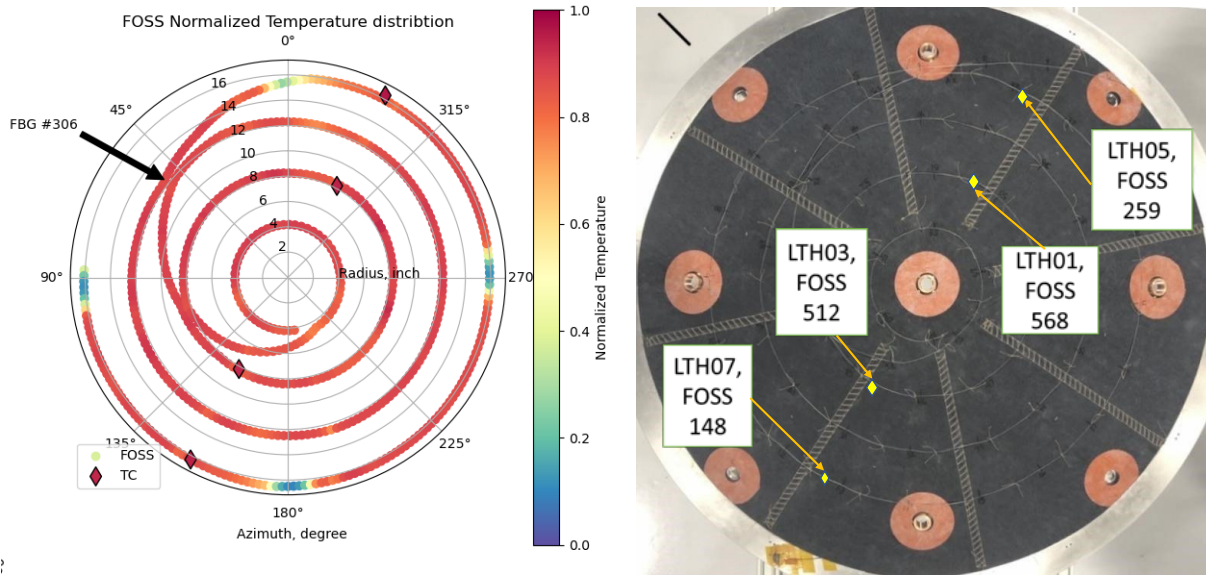 FOSS Normalized Temperature distribtion
0°
315°
270°
225°
180°
135°
90°
45°
16
14
12
10
8
6
4
2
Radius, inch
FBG #306
FOSS
TC
Azimuth, degree
1.0
0.8
0.6
0.4
0.2
0.0
Normalized Temperature
LTH05,
FOSS
259
LTH01,
FOSS
568
LTH03,
FOSS
512
LTH07,
FOSS
148